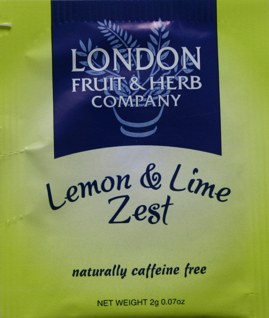 LONDON
FRUIT & HERB
COMPANY
Lemon & Lime
Zest
naturally caffeine free
NET WEIGHT 2g 0.07oz